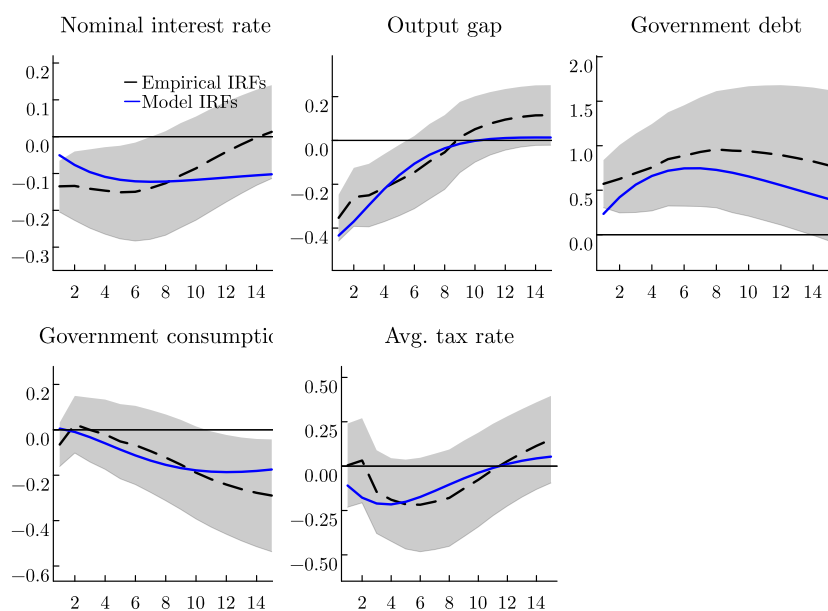 Nominal interest rate
0.2
0.1
0.0
−0.1
−0.2
−0.3
Empirical IRFs
Model IRFs
2 4 6 8 10 12 14
Output gap
0.2
0.0
−0.2
−0.4
2 4 6 8 10 12 14
Government debt
2.0
1.5
1.0
0.5
0.0
2 4 6 8 10 12 14
Government consumptio
0.2
0.0
−0.2
−0.4
−0.6
2 4 6 8 10 12 14
Avg. tax rate
0.50
0.25
0.00
−0.25
−0.50
2 4 6 8 10 12 14